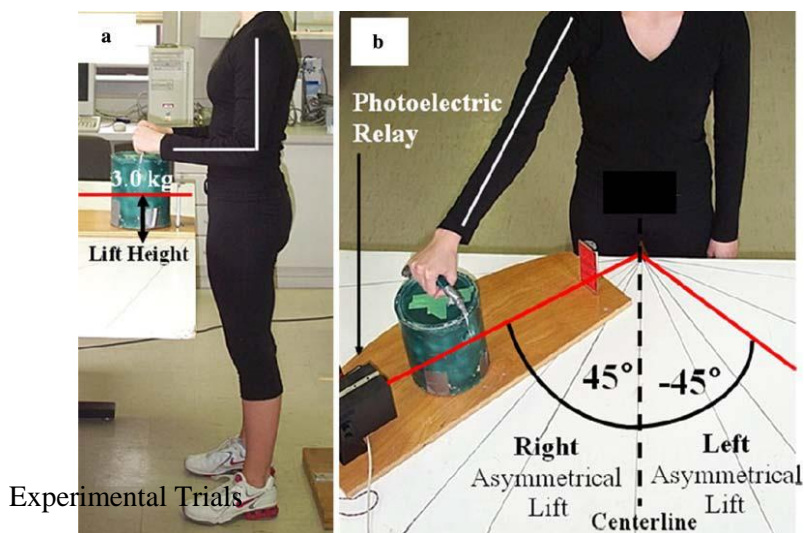 a
3.0 kg
Lift Height
Experimental Trials
b
Photoelectric
Relay
45° -45°
Right
Asymmetrical
Lift
Left
Asymmetrical
Lift
Centerline